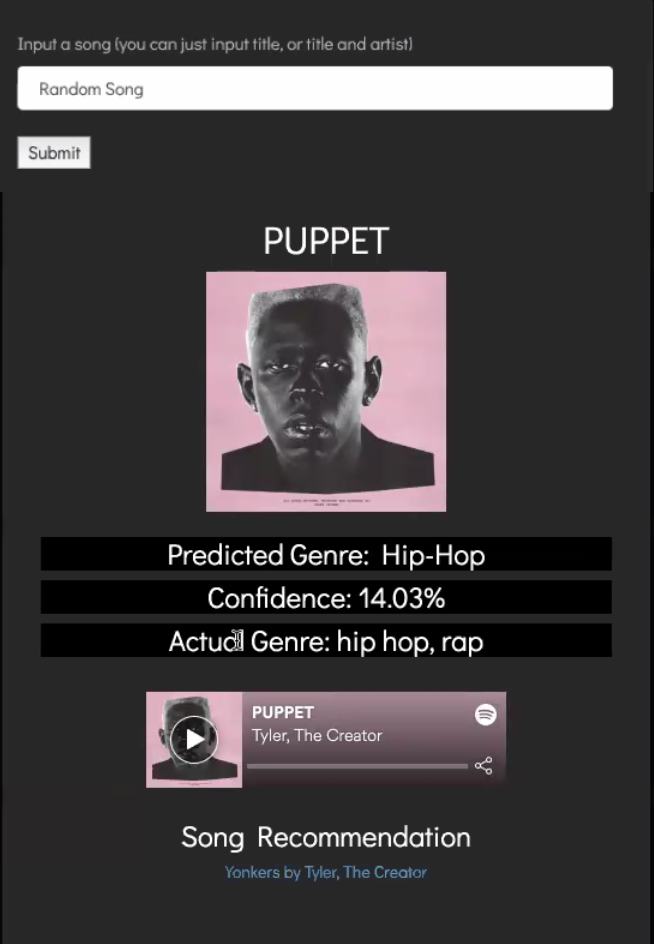 Input a song (you can just input title, or title and artist)
Random Song
Submit
PUPPET
Predicted Genre: Hip-Hop
Confidence: 14.03%
Actual Genre: hip hop, rap
PUPPET
Tyler, The Creator
Song Recommendation
Yonkers by Tyler, The Creator